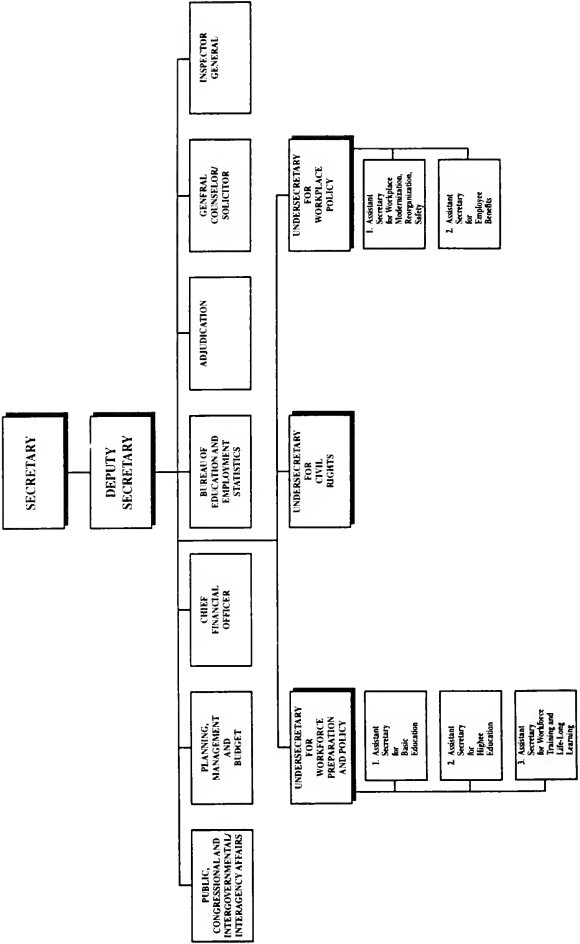 SECRETARY
DEPUTY
SECRETARY
PUBLIC,
CONGRESSIONAL AND
INTERGOVERNMENTAL/
INTERAGENCY AFFAIRS
PLANNING,
MANAGEMENT
AND
BUDGET
CHIEF
FINANCIAL
OFFICER
BUREAU OF
EDUCATION AND
EMPLOYMENT
STATISTICS
ADJUDICATION
GENERAL
COUNSELOR/
SOLICITOR
INSPECTOR
GENERAL
UNDERSECRETARY
FOR
WORKFORCE
PREPARATION
AND POLICY
1. Assistant
Secretary
for
Basic
Education
2. Assistant
Secretary
for
Higher
Education
3. Assistant
Secretary
for Workforce
Training and
Life-Long
Learning
UNDERSECRETARY
FOR
CIVIL
RIGHTS
UNDERSECRETARY
FOR
WORKPLACE
POLICY
1. Assistant
Secretary
for Workplace
Modernization,
Reorganization,
Safety
2. Assistant
Secretary
for
Employee
Benefits